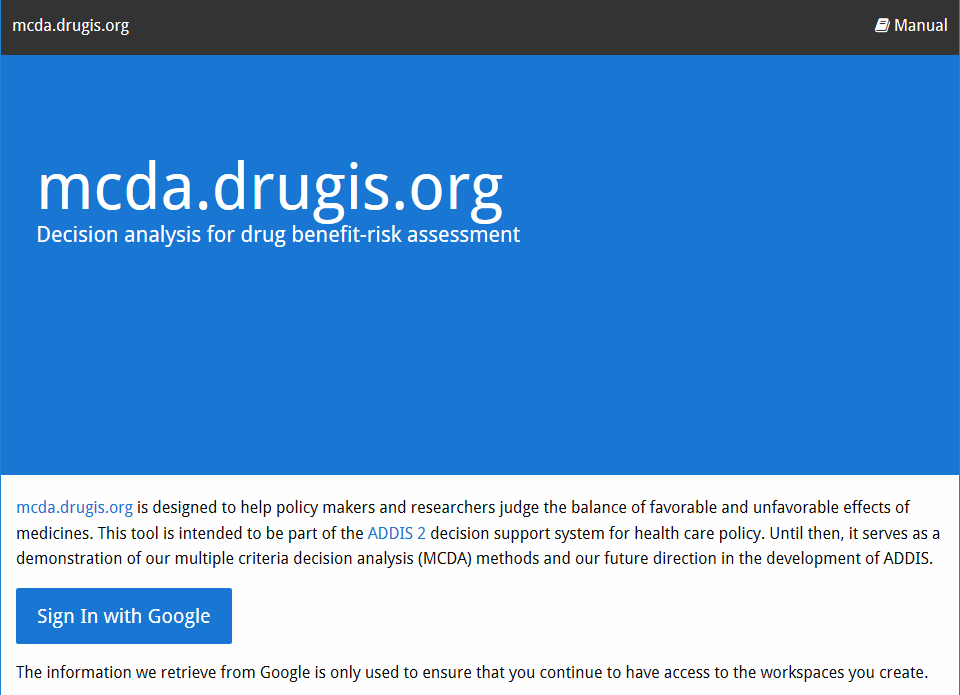 mcda.drugis.org
Manual
mcda.drugis.org
Decision analysis for drug benefit-risk assessment
mcda.drugis.org is designed to help policy makers and researchers judge the balance of favorable and unfavorable effects of
medicines. This tool is intended to be part of the ADDIS 2 decision support system for health care policy. Until then, it serves as a
demonstration of our multiple criteria decision analysis (MCDA) methods and our future direction in the development of ADDIS.
Sign In with Google
The information we retrieve from Google is only used to ensure that you continue to have access to the workspaces you create.